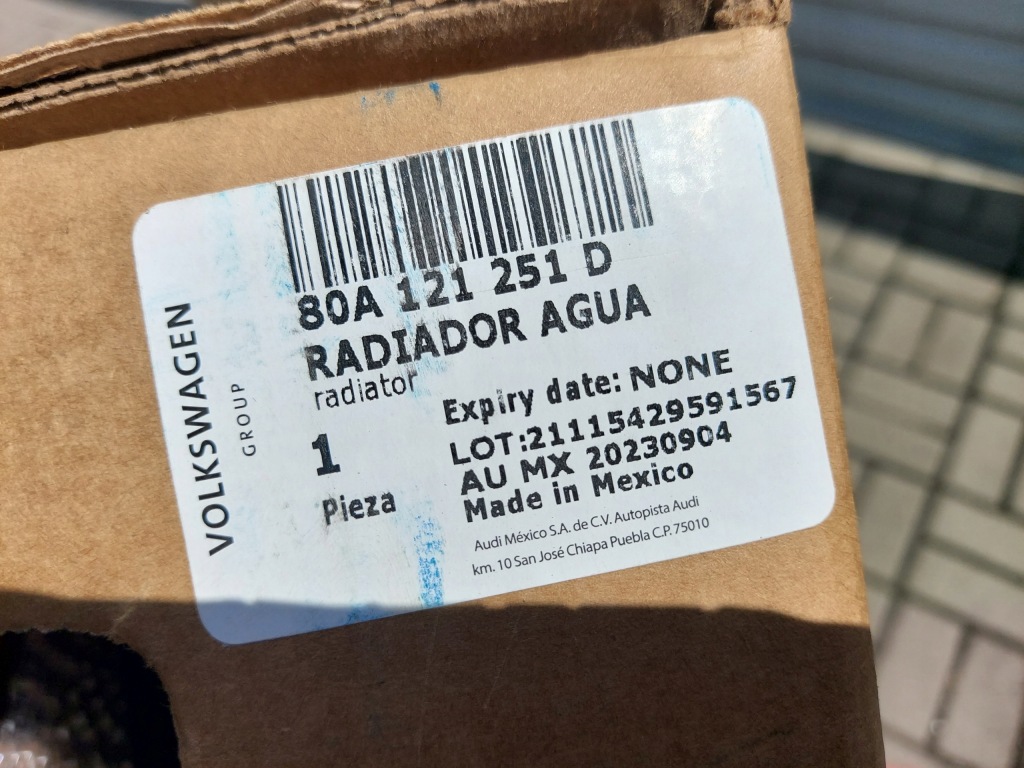 VOLKSWAGEN
GROUP
80A 121 251 D
RADIADOR AGUA
radiator
1
Pieza
Expiry date: NONE
LOT:21115429591567
AU MX 20230904
Made in Mexico
Audi México S.A. de C.V. Autopista Audi
km. 10 San José Chiapa Puebla C.P. 75010